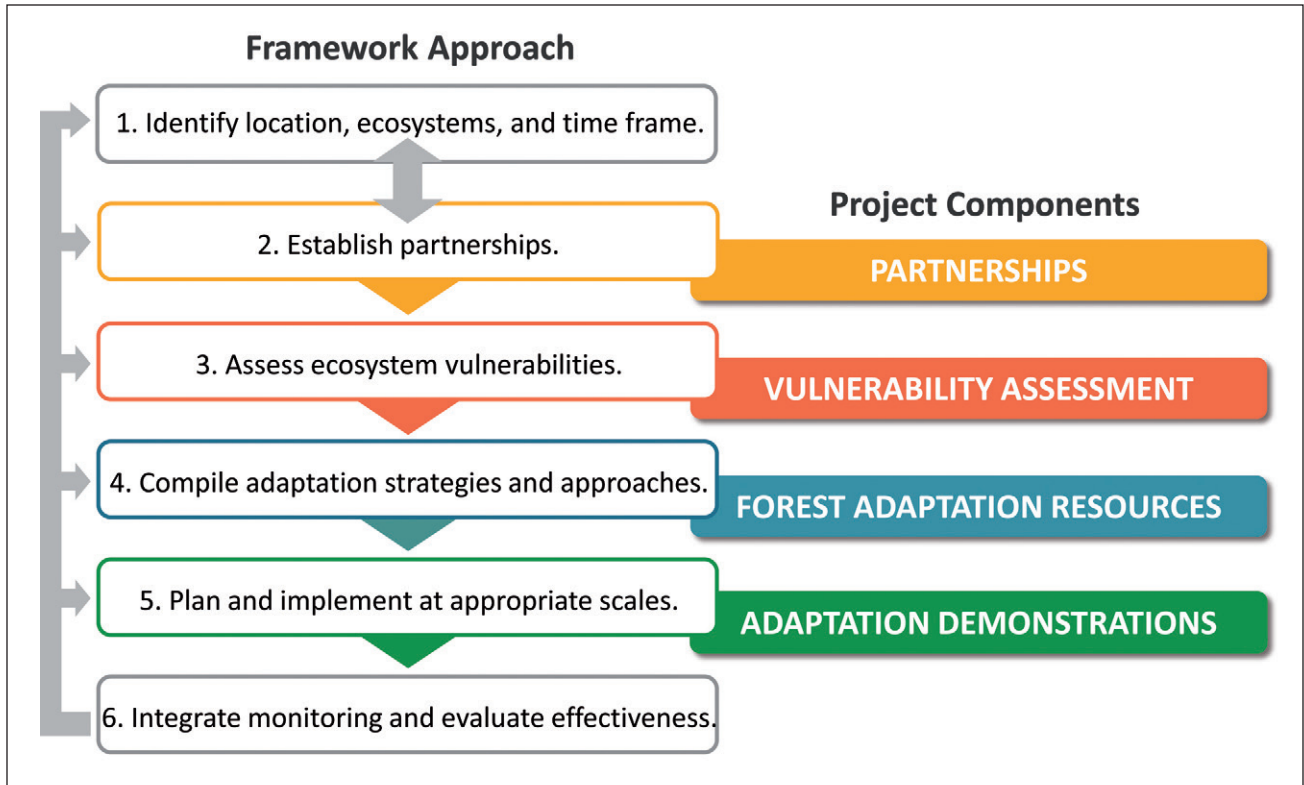 Framework Approach
1. Identify location, ecosystems, and time frame.
2. Establish partnerships.
Project Components
PARTNERSHIPS
3. Assess ecosystem vulnerabilities.
VULNERABILITY ASSESSMENT
4. Compile adaptation strategies and approaches.
FOREST ADAPTATION RESOURCES
5. Plan and implement at appropriate scales.
ADAPTATION DEMONSTRATIONS
6. Integrate monitoring and evaluate effectiveness.